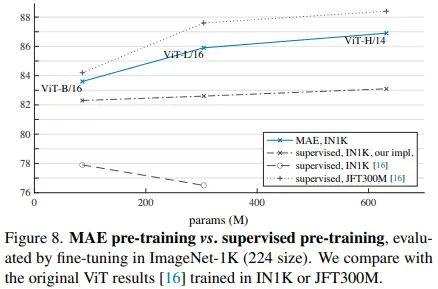 88
86
84
82
80
78
76
0
200
400
600
params (M)
ViT-B/16
ViT-L/16
ViT-H/14
MAE, IN1K
supervised, IN1K, our impl.
supervised, IN1K [16]
supervised, JFT300M [16]
Figure 8. MAE pre-training vs. supervised pre-training, evalu-
ated by fine-tuning in ImageNet-1K (224 size). We compare with
the original ViT results [16] trained in IN1K or JFT300M.